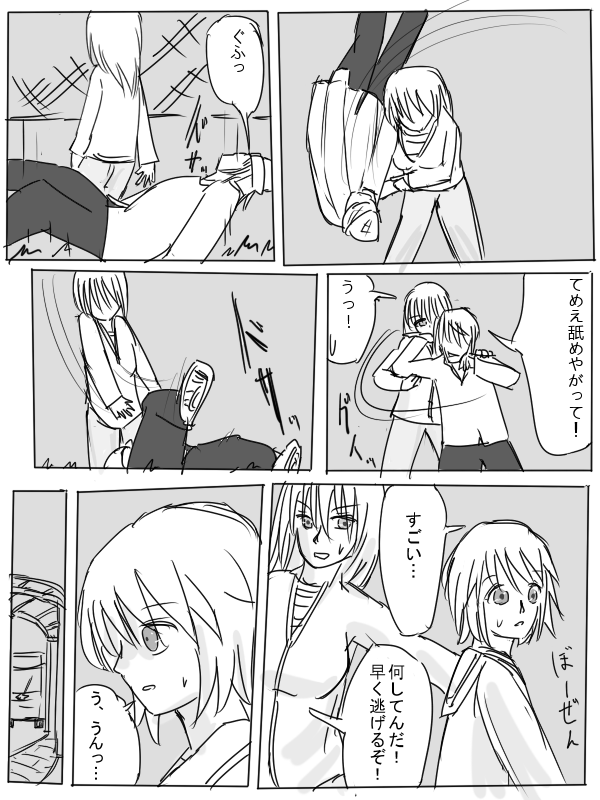 ぐふっ
ドサッ
てめえ舐めやがって！
うっ！
グイッ
ドサッ
すごい…
ぼーぜん
何してんだ！
早く逃げるぞ！
う、うんっ…